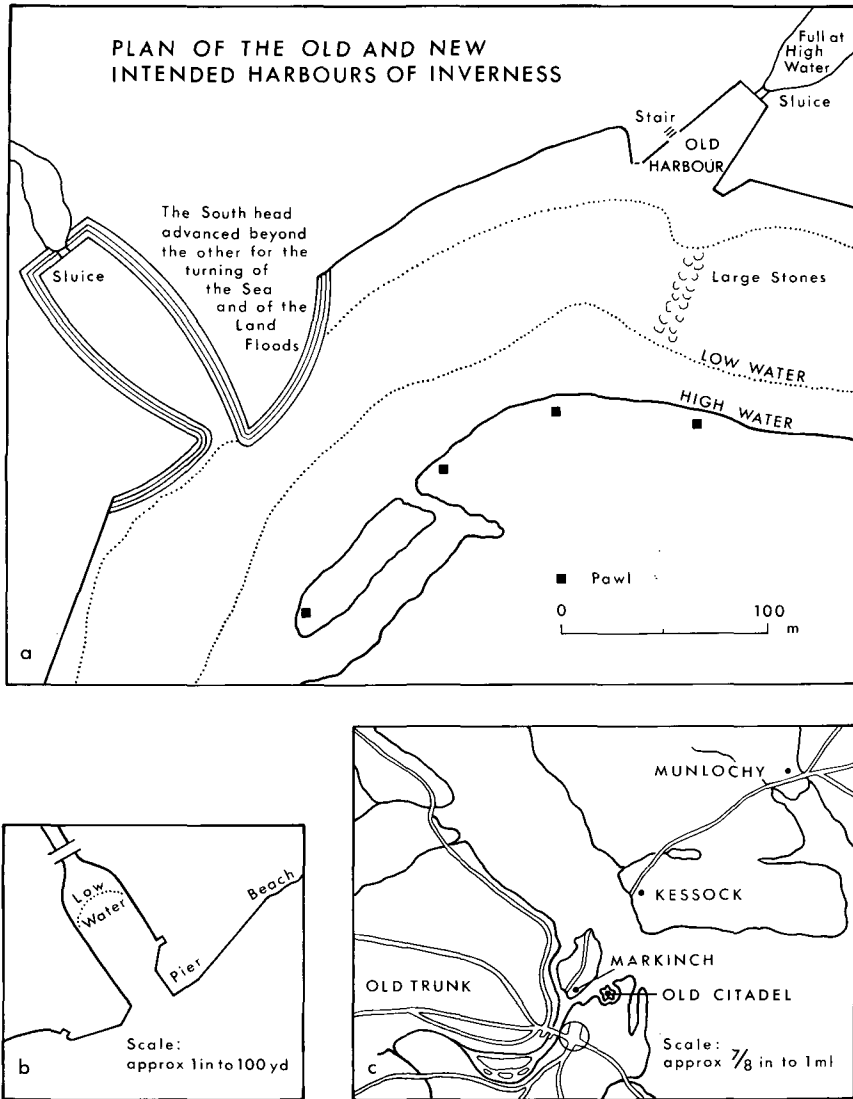 PLAN OF THE OLD AND NEW
INTENDED HARBOURS OF INVERNESS
Full at
High
Water
Sluice
Stair
OLD
HARBOUR
The South head
advanced beyond
the other for the
turning of
the Sea
and of the
Land
Floods
Sluice
Large Stones
LOW WATER
HIGH WATER
Pawl
0 100
m
a
Low
Water
Beach
Pier
Scale:
approx 1in to 100 yd
b
MUNLOCHY
KESSOCK
MARKINCH
OLD TRUNK
OLD CITADEL
Scale:
approx 7/8 in to 1ml
c